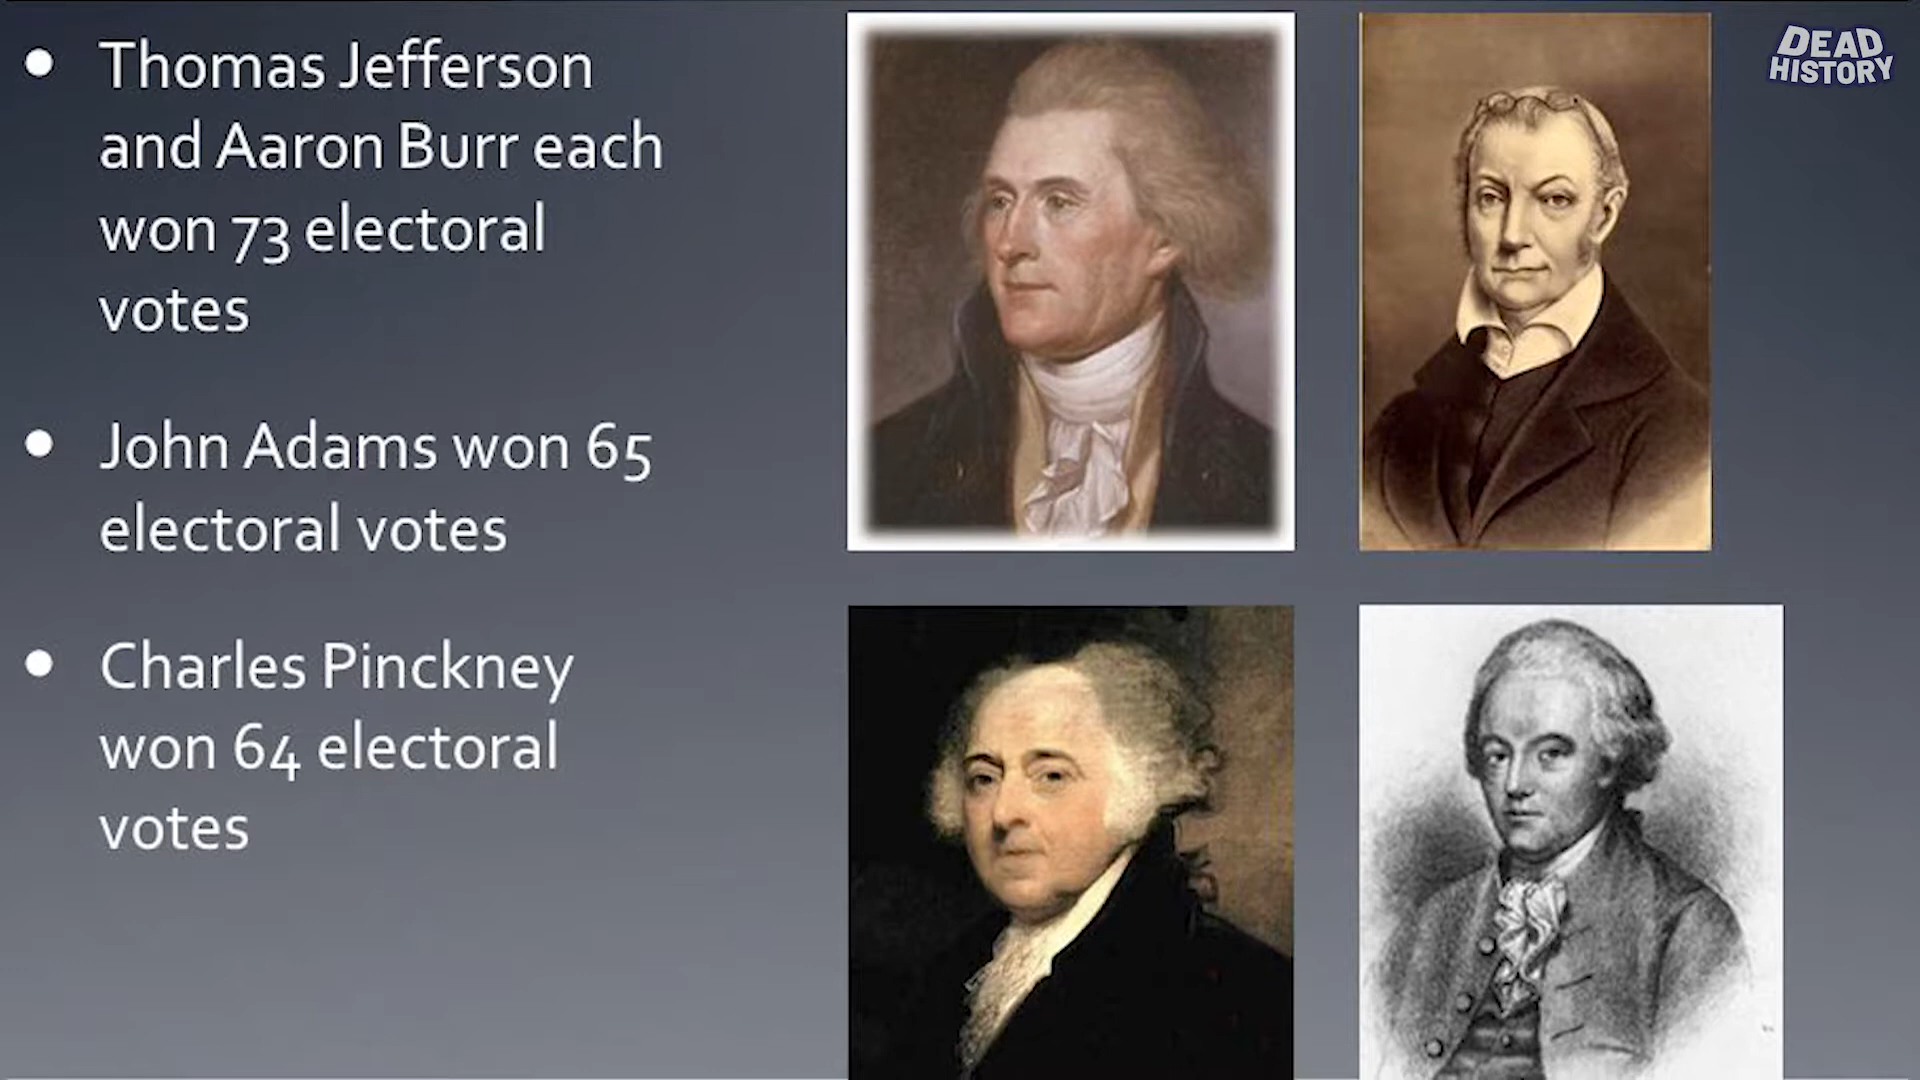 Thomas Jefferson
and Aaron Burr each
won 73 electoral
votes
John Adams won 65
electoral votes
Charles Pinckney
won 64 electoral
votes
DEAD
HISTORY